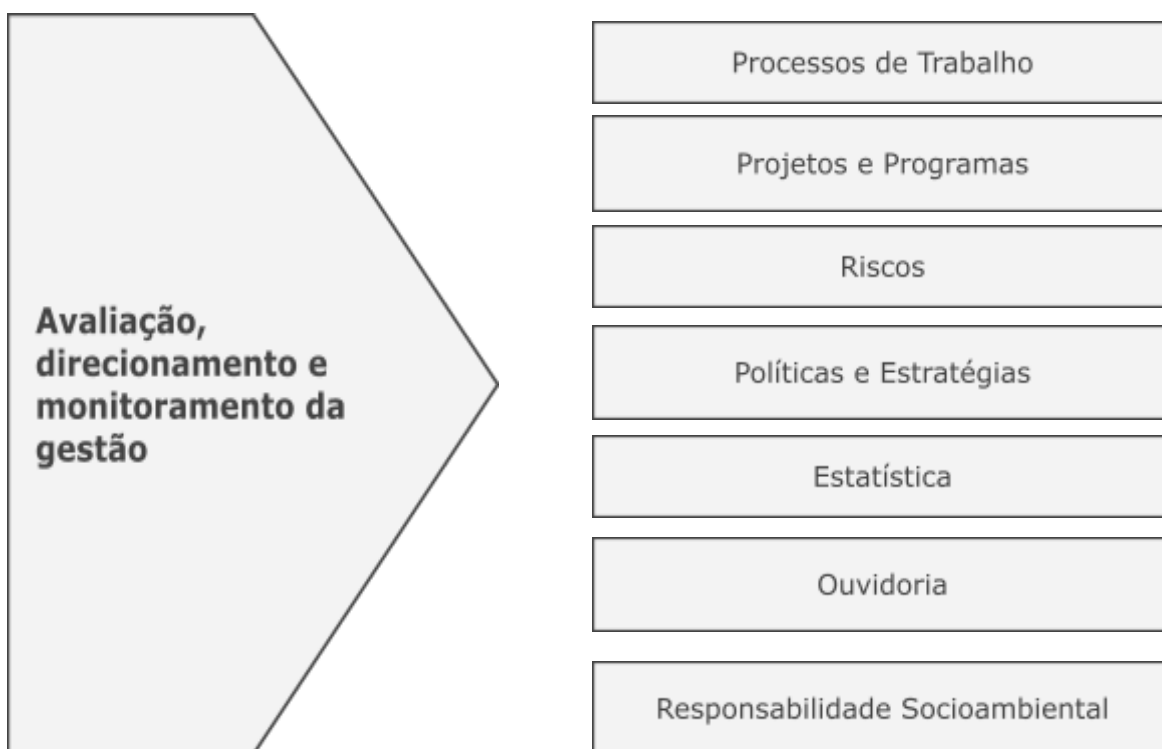 Avaliação,
direcionamento e
monitoramento da
gestão
Processos de Trabalho
Projetos e Programas
Riscos
Políticas e Estratégias
Estatística
Ouvidoria
Responsabilidade Socioambiental